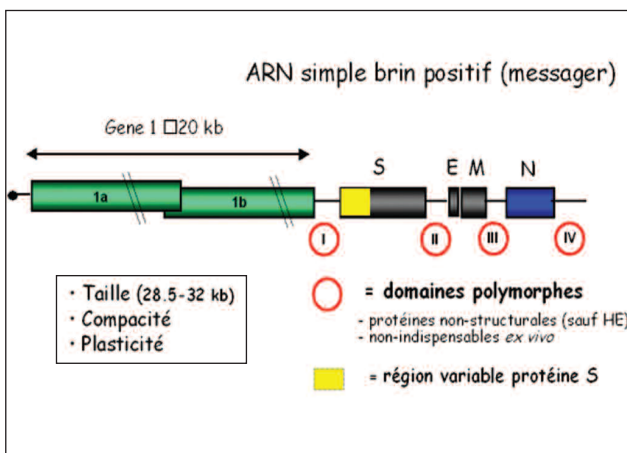 ARN simple brin positif (messager)
Gene 1 □20 kb
S E M N
1a 1b
I II III IV
• Taille (28.5-32 kb)
• Compacité
• Plasticité
= domaines polymorphes
- protéines non-structurales (sauf HE)
- non-indispensables ex vivo
= région variable protéine S